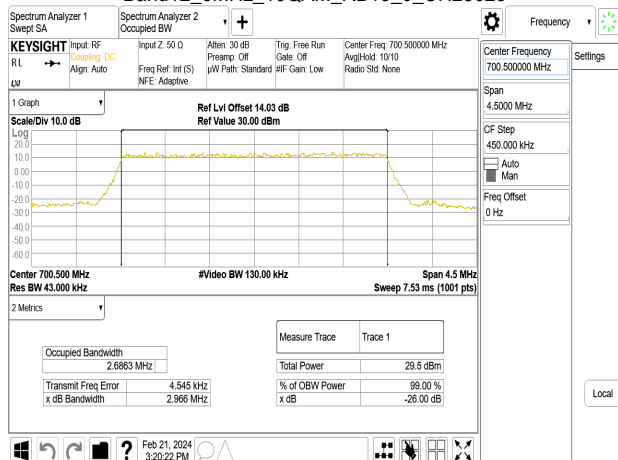 Spectrum Analyzer 1
Swept SA
Spectrum Analyzer 2
Occupied BW
+
Frequency
KEYSIGHT
RL
LXI
Input: RF
Coupling: DC
Align: Auto
Input Z: 50 Ω
Freq Ref: Int (S)
NFE: Adaptive
Atten: 30 dB
Preamp: Off
µW Path: Standard
Trig: Free Run
Gate: Off
#IF Gain: Low
Center Freq: 700.500000 MHz
Avg|Hold: 10/10
Radio Std: None
Center Frequency
700.500000 MHz
Settings
Span
4.5000 MHz
CF Step
450.000 kHz
Auto
Man
Freq Offset
0 Hz
Local
1 Graph
Scale/Div 10.0 dB
Ref Lvl Offset 14.03 dB
Ref Value 30.00 dBm
Log
20.0
10.0
0.00
-10.0
-20.0
-30.0
-40.0
-50.0
-60.0
Center 700.500 MHz
Res BW 43.000 kHz
#Video BW 130.00 kHz
Span 4.5 MHz
Sweep 7.53 ms (1001 pts)
2 Metrics
Measure Trace Trace 1
Occupied Bandwidth
2.6863 MHz
Total Power 29.5 dBm
Transmit Freq Error 4.545 kHz
% of OBW Power 99.00 %
x dB Bandwidth 2.966 MHz
x dB -26.00 dB
?
Feb 21, 2024
3:20:22 PM